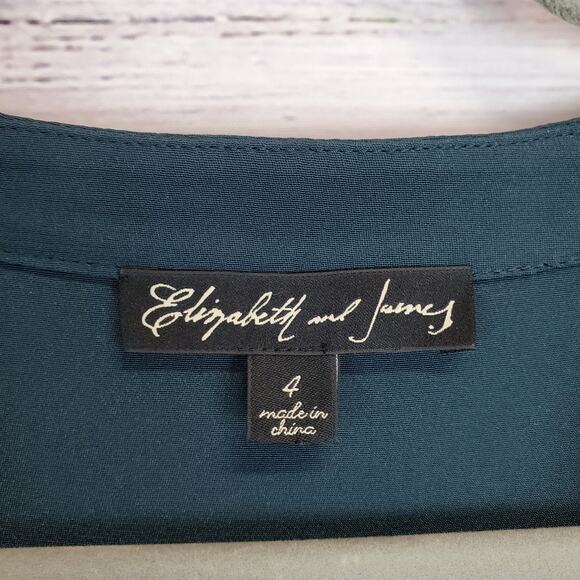 Elizabeth and James
4
made in
china